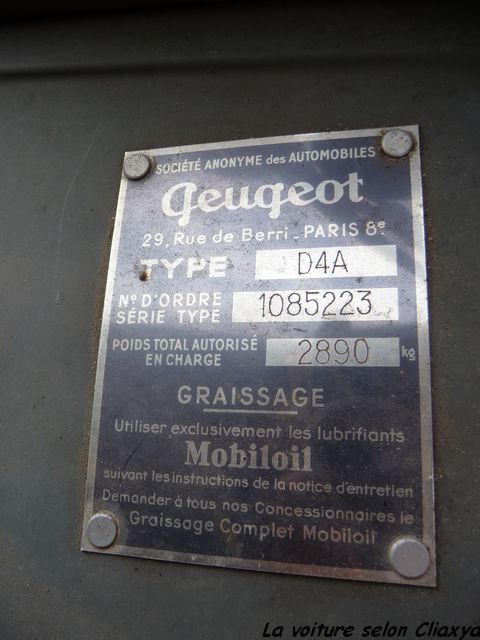 SOCIÉTÉ ANONYME des AUTOMOBILES
Peugeot
29, Rue de Berri - PARIS 8e
TYPE D4A
No D'ORDRE
SÉRIE TYPE 1085223
POIDS TOTAL AUTORISÉ
EN CHARGE 2890 kg
GRAISSAGE
Utiliser exclusivement les lubrifiants
Mobiloil
suivant les instructions de la notice d'entretien
Demander à tous nos Concessionnaires le
Graissage Complet Mobiloil
La voiture selon Cliaxyo